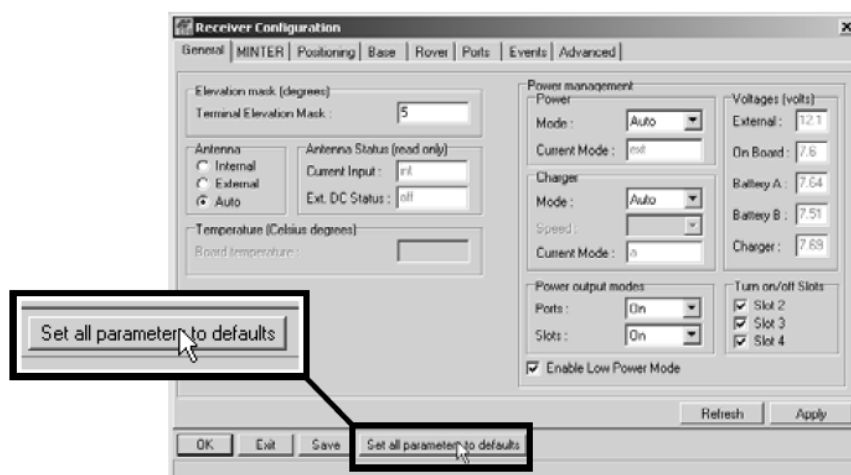 Receiver Configuration
General MINTER Positioning Base Rover Ports Events Advanced
Elevation mask (degrees)
Terminal Elevation Mask : 5
Antenna
Internal
External
Auto
Antenna Status (read only)
Current Input : int
Ext. DC Status : off
Temperature (Celsius degrees)
Board temperature :
Power management
Power
Mode : Auto
Current Mode : ext
Charger
Mode : Auto
Speed :
Current Mode : a
Power output modes
Ports : On
Slots : On
Enable Low Power Mode
Voltages (volts)
External : 12.1
On Board : 7.6
Battery A : 7.64
Battery B : 7.51
Charger : 7.69
Turn on/off Slots
Slot 2
Slot 3
Slot 4
Refresh Apply
Set all parameters to defaults
OK Exit Save Set all parameters to defaults